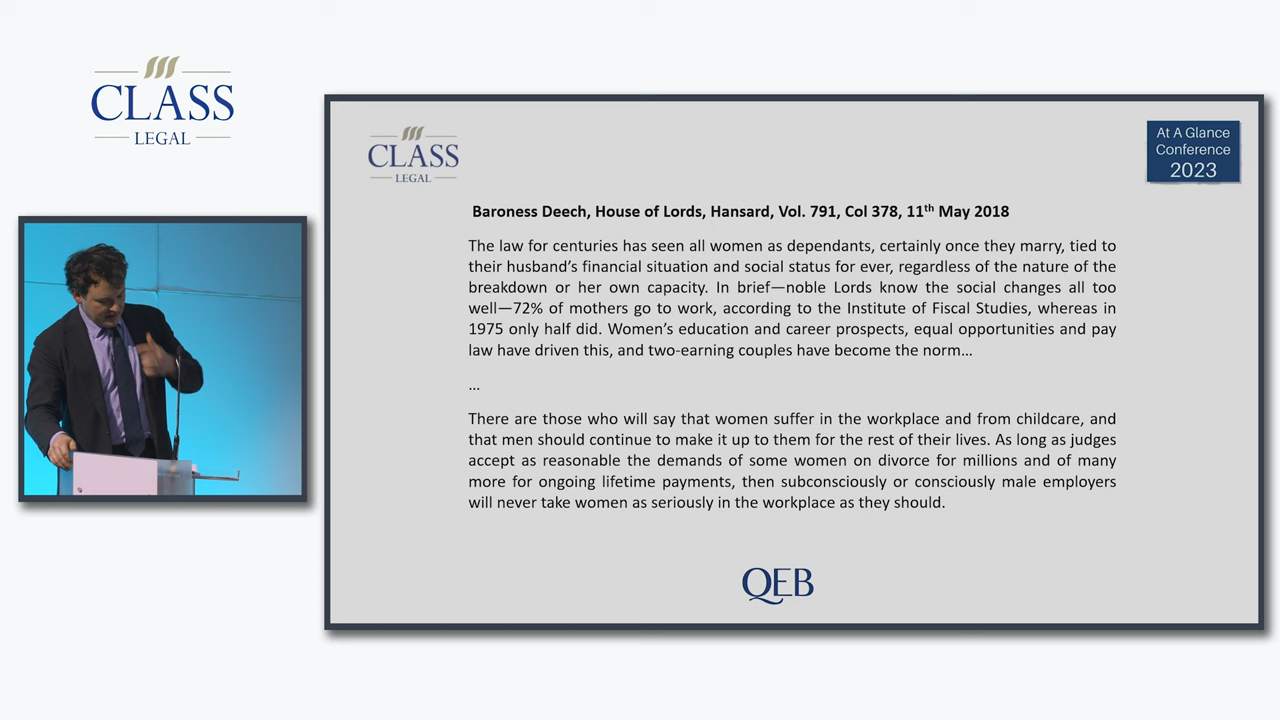 CLASS
LEGAL
CLASS
LEGAL
At A Glance
Conference
2023
Baroness Deech, House of Lords, Hansard, Vol. 791, Col 378, 11th May 2018
The law for centuries has seen all women as dependants, certainly once they marry, tied to
their husband’s financial situation and social status for ever, regardless of the nature of the
breakdown or her own capacity. In brief—noble Lords know the social changes all too
well—72% of mothers go to work, according to the Institute of Fiscal Studies, whereas in
1975 only half did. Women’s education and career prospects, equal opportunities and pay
law have driven this, and two-earning couples have become the norm…
…
There are those who will say that women suffer in the workplace and from childcare, and
that men should continue to make it up to them for the rest of their lives. As long as judges
accept as reasonable the demands of some women on divorce for millions and of many
more for ongoing lifetime payments, then subconsciously or consciously male employers
will never take women as seriously in the workplace as they should.
QEB